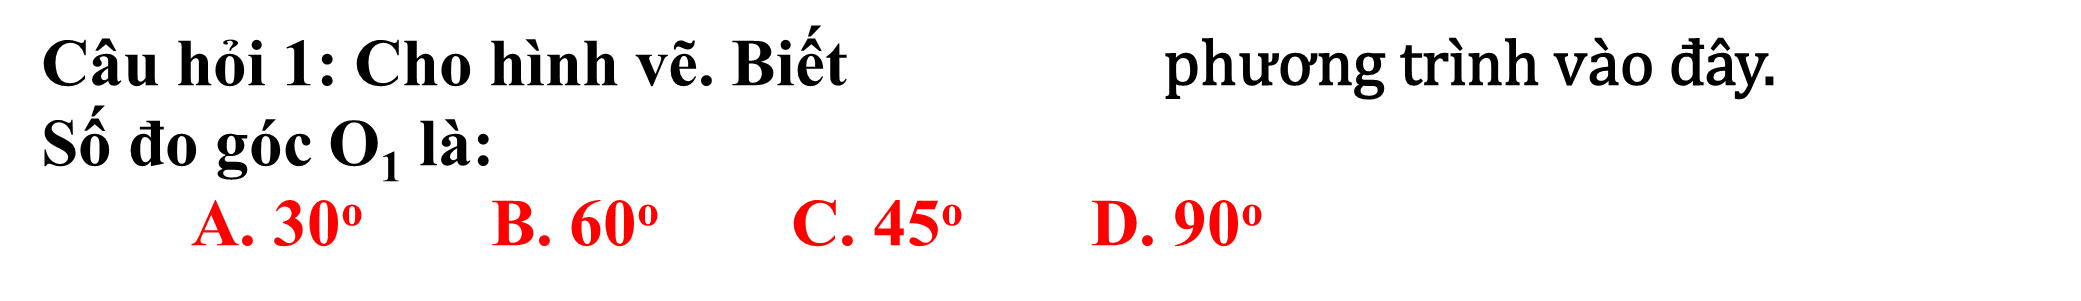 Câu hỏi 1: Cho hình vẽ. Biết phương trình vào đây.
Số đo góc O₁ là:
A. 30º B. 60º C. 45º D. 90º